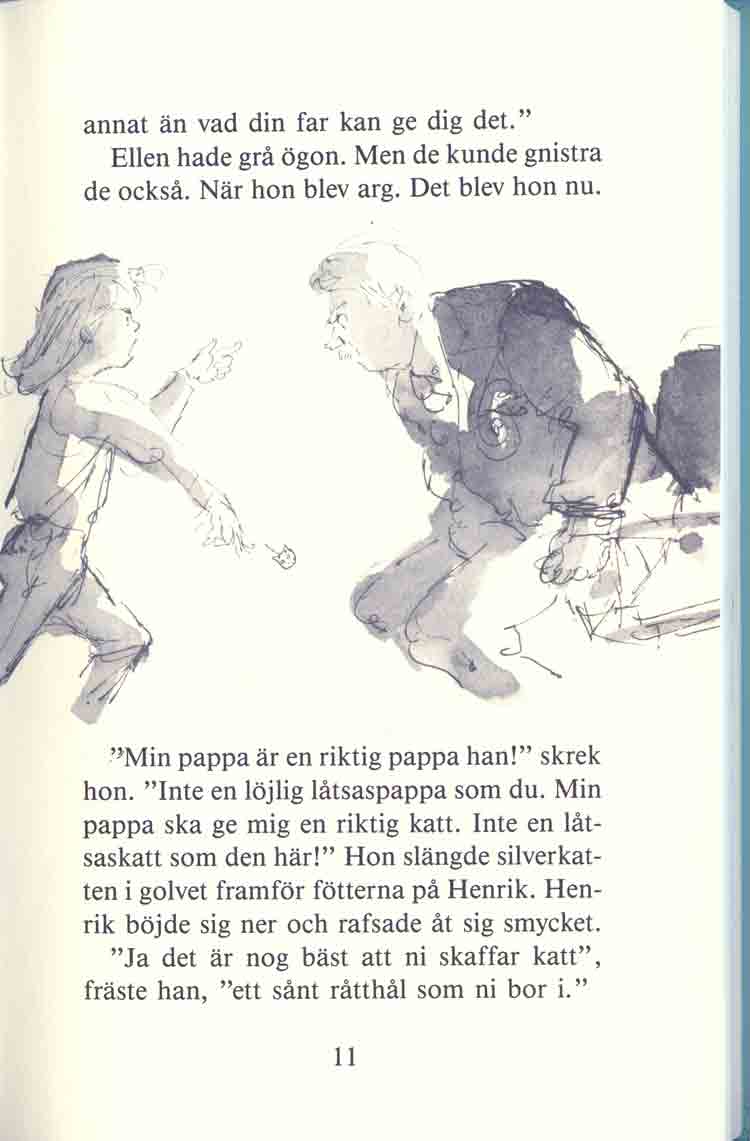 annat än vad din far kan ge dig det.”
Ellen hade grå ögon. Men de kunde gnistra
de också. När hon blev arg. Det blev hon nu.
”Min pappa är en riktig pappa han!” skrek
hon. ”Inte en löjlig låtsaspappa som du. Min
pappa ska ge mig en riktig katt. Inte en låt-
saskatt som den här!” Hon slängde silverkat-
ten i golvet framför fötterna på Henrik. Hen-
rik böjde sig ner och rafsade åt sig smycket.
”Ja det är nog bäst att ni skaffar katt”,
fräste han, ”ett sånt råtthål som ni bor i.”
11